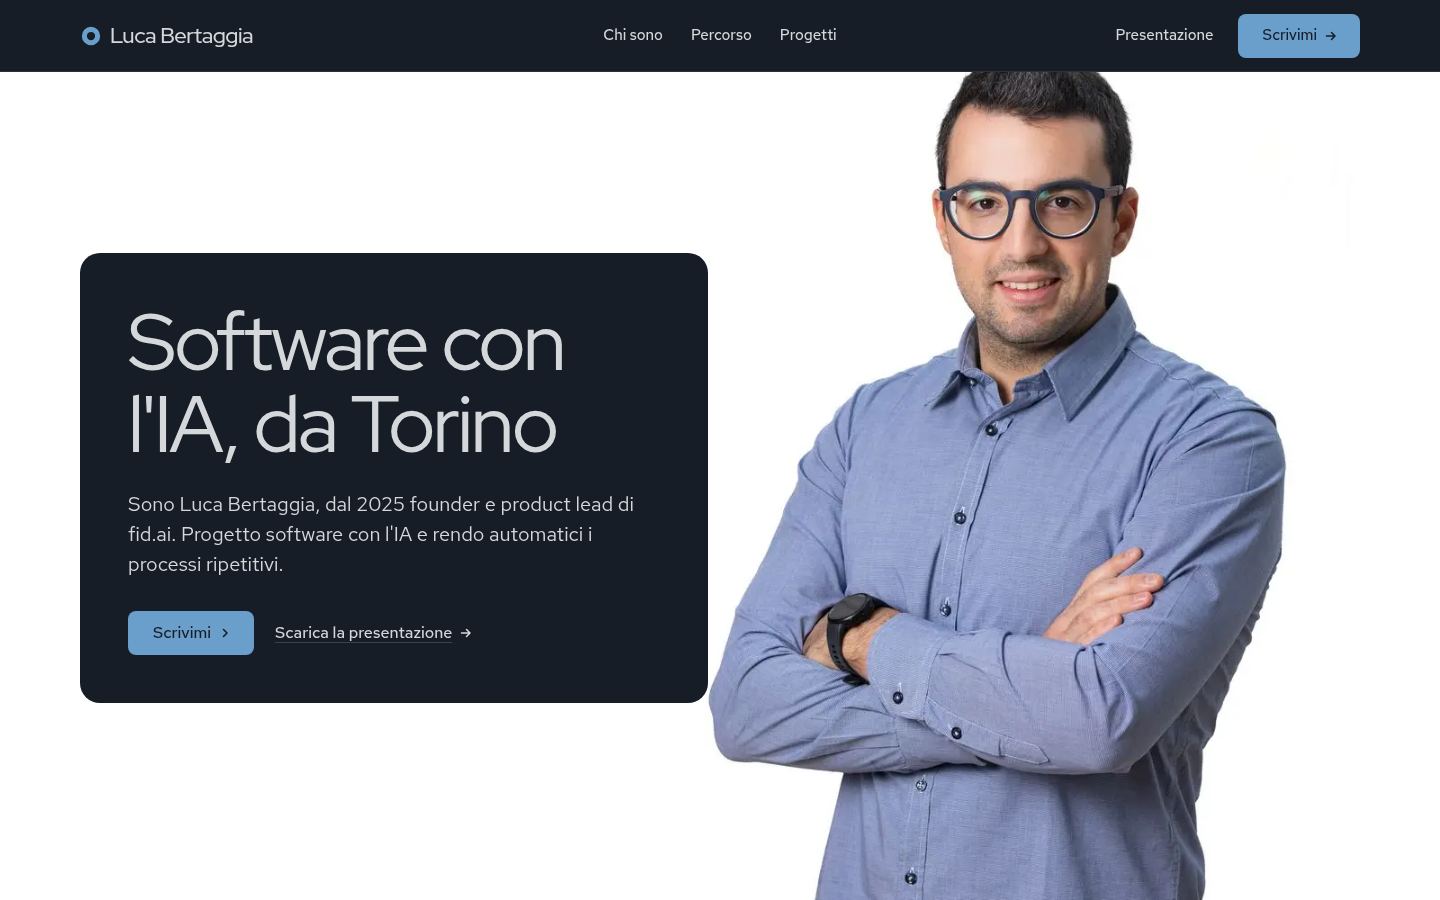 Luca Bertaggia
Chi sono
Percorso
Progetti
Presentazione
Scrivimi
Software con
l'IA, da Torino
Sono Luca Bertaggia, dal 2025 founder e product lead di
fid.ai. Progetto software con l'IA e rendo automatici i
processi ripetitivi.
Scrivimi
Scarica la presentazione